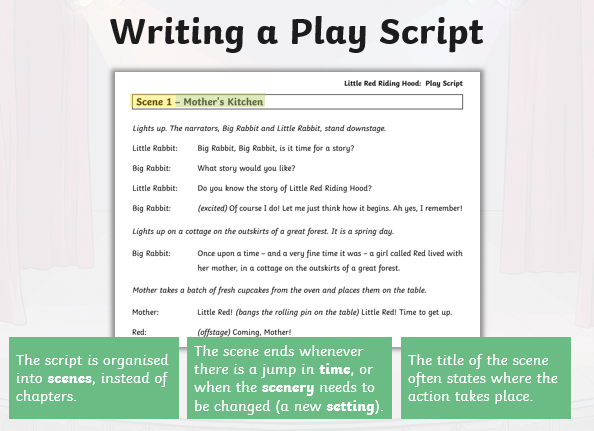 Writing a Play Script
Little Red Riding Hood: Play Script
Scene 1 – Mother's Kitchen
Lights up. The narrators, Big Rabbit and Little Rabbit, stand downstage.
Little Rabbit: Big Rabbit, Big Rabbit, is it time for a story?
Big Rabbit: What story would you like?
Little Rabbit: Do you know the story of Little Red Riding Hood?
Big Rabbit: (excited) Of course I do! Let me just think how it begins. Ah yes, I remember!
Lights up on a cottage on the outskirts of a great forest. It is a spring day.
Big Rabbit: Once upon a time – and a very fine time it was – a girl called Red lived with
her mother, in a cottage on the outskirts of a great forest.
Mother takes a batch of fresh cupcakes from the oven and places them on the table.
Mother: Little Red! (bangs the rolling pin on the table) Little Red! Time to get up.
Red: (offstage) Coming, Mother!
The script is organised
into scenes, instead of
chapters.
The scene ends whenever
there is a jump in time, or
when the scenery needs to
be changed (a new setting).
The title of the scene
often states where the
action takes place.